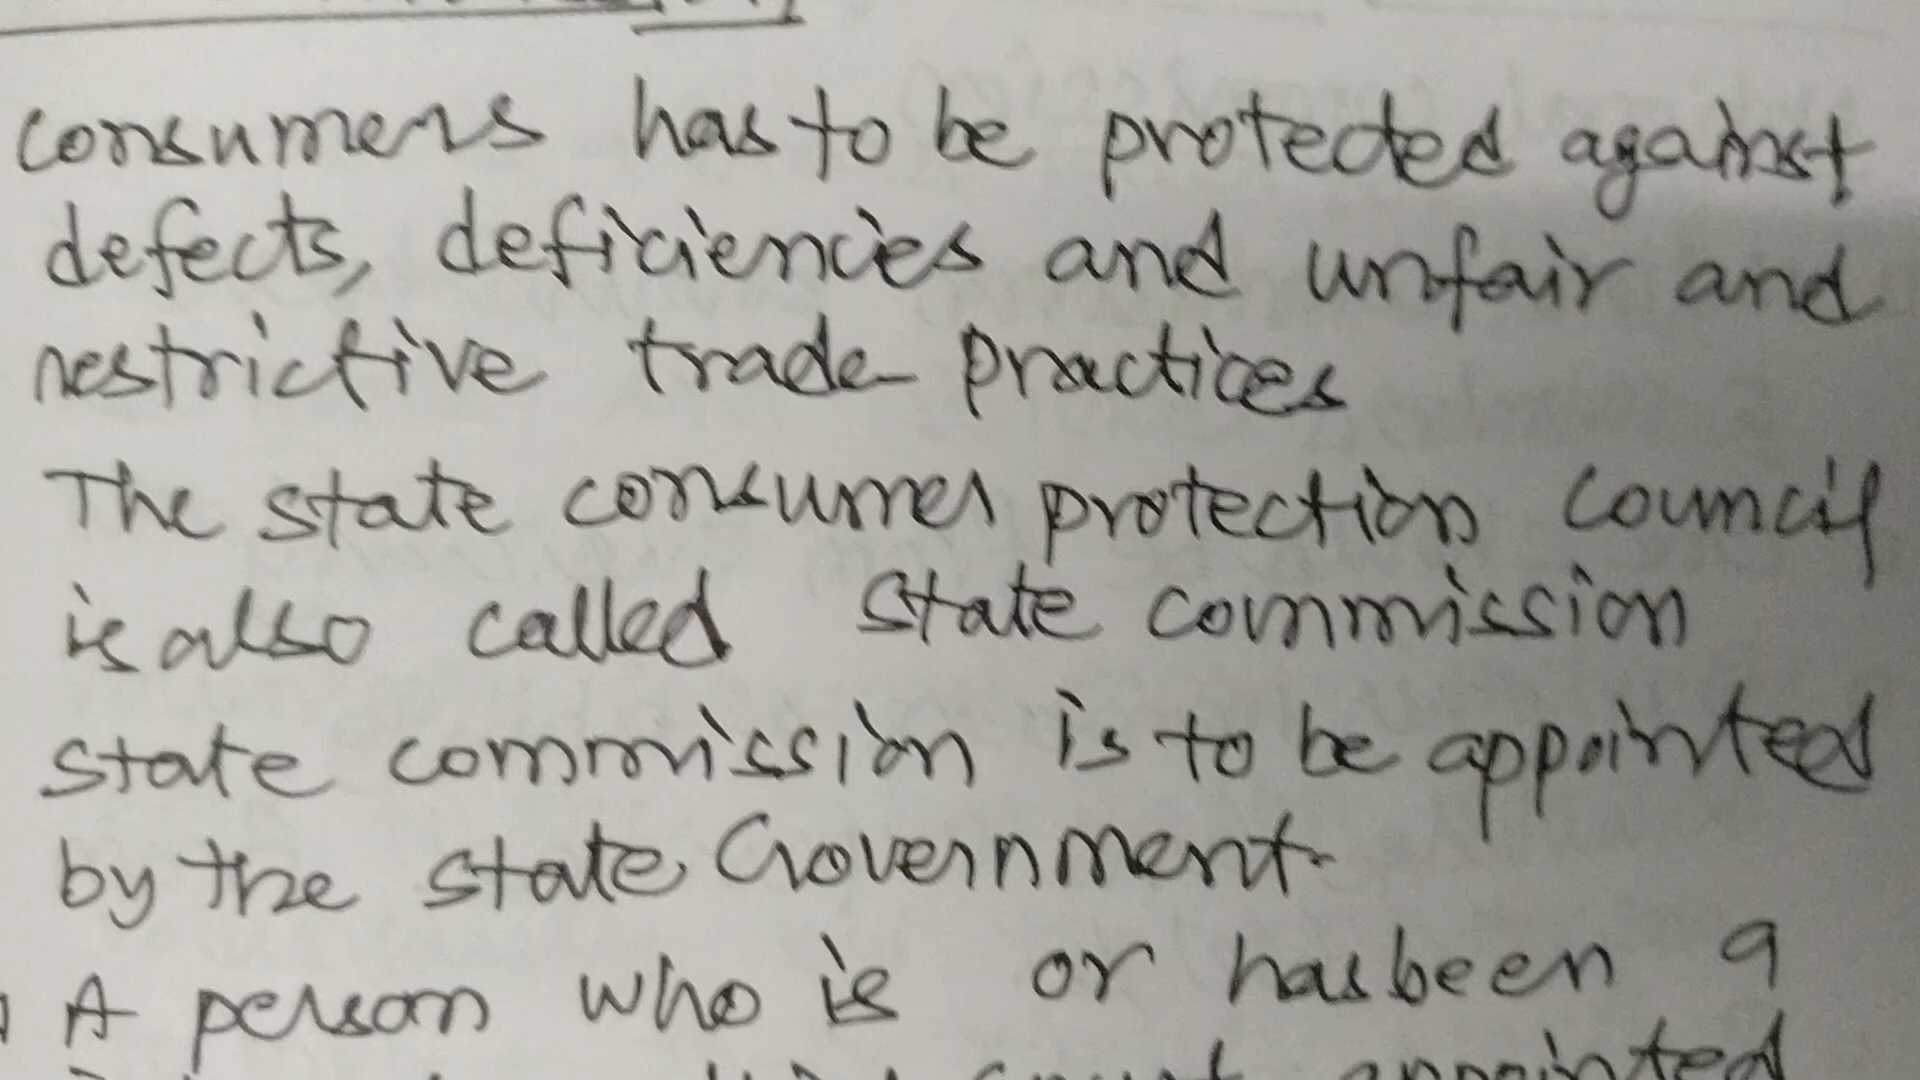 consumers has to be protected against
defects, deficiencies and unfair and
restrictive trade practices
The state consumer protection council
is also called state commission
state commission is to be appointed
by the state Government.
A person who is or has been a
appointed